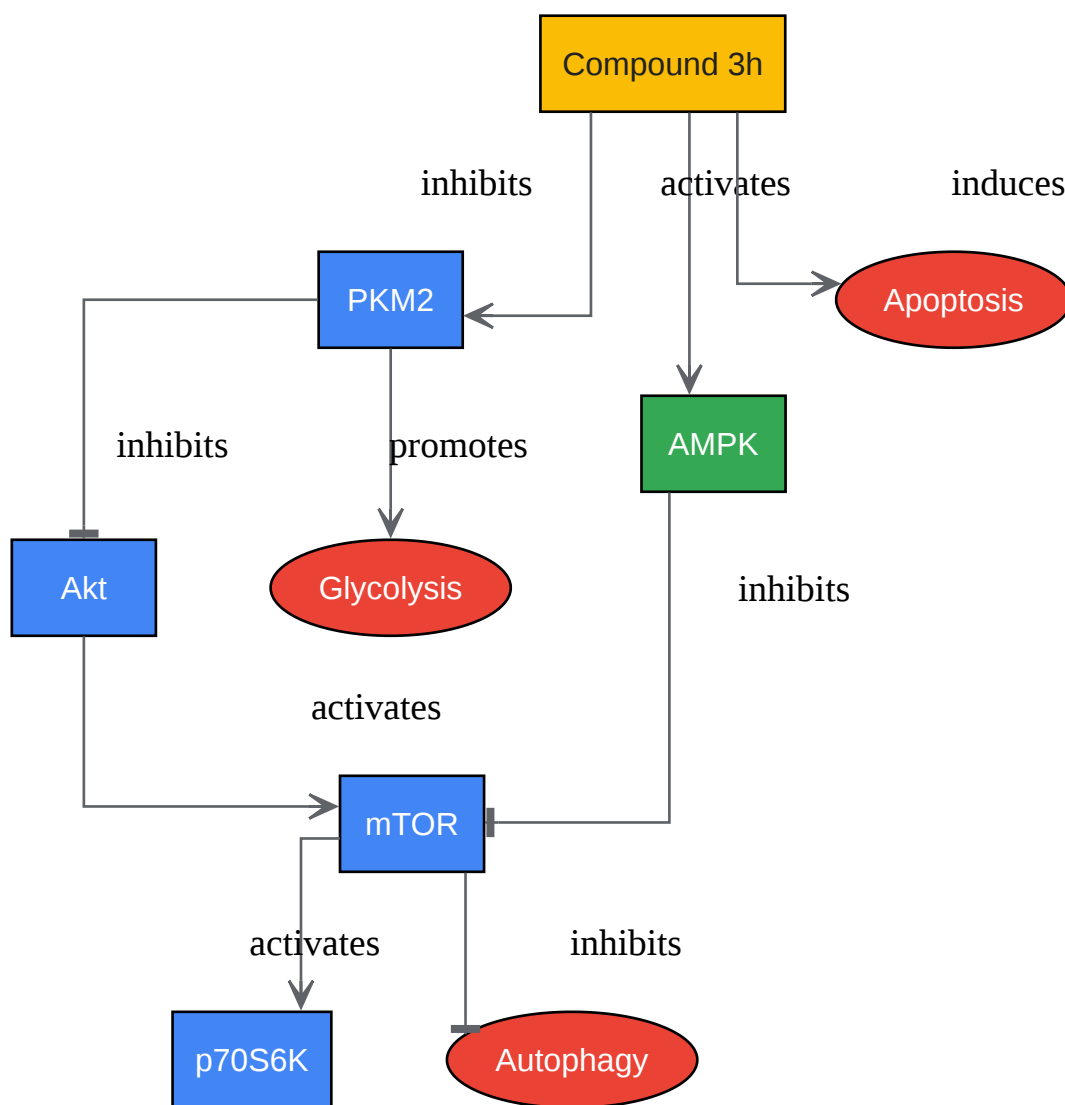 Compound 3h
inhibits
activates
induces
PKM2
Apoptosis
inhibits
promotes
AMPK
Akt
Glycolysis
inhibits
activates
mTOR
activates
inhibits
p70S6K
Autophagy